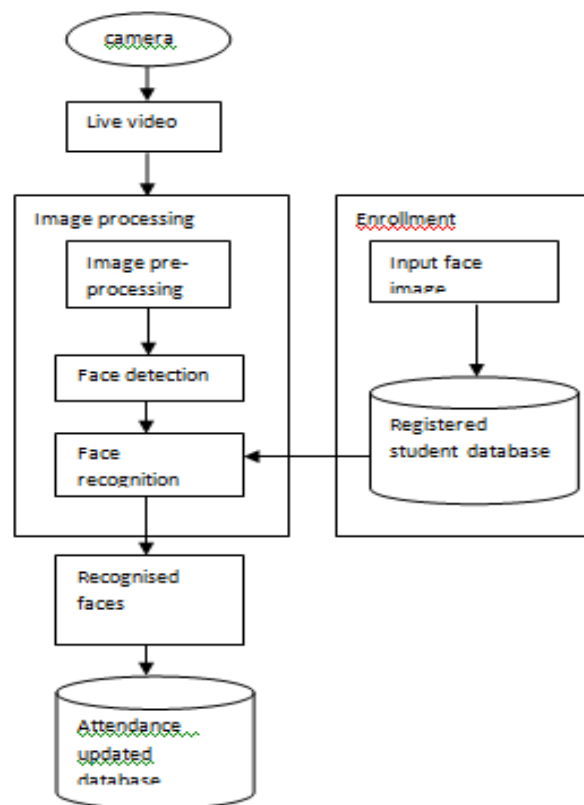 camera
Live video
Image processing
Image pre-
processing
Face detection
Face
recognition
Enrollment
Input face
image
Registered
student database
Recognised
faces
Attendance
updated
database